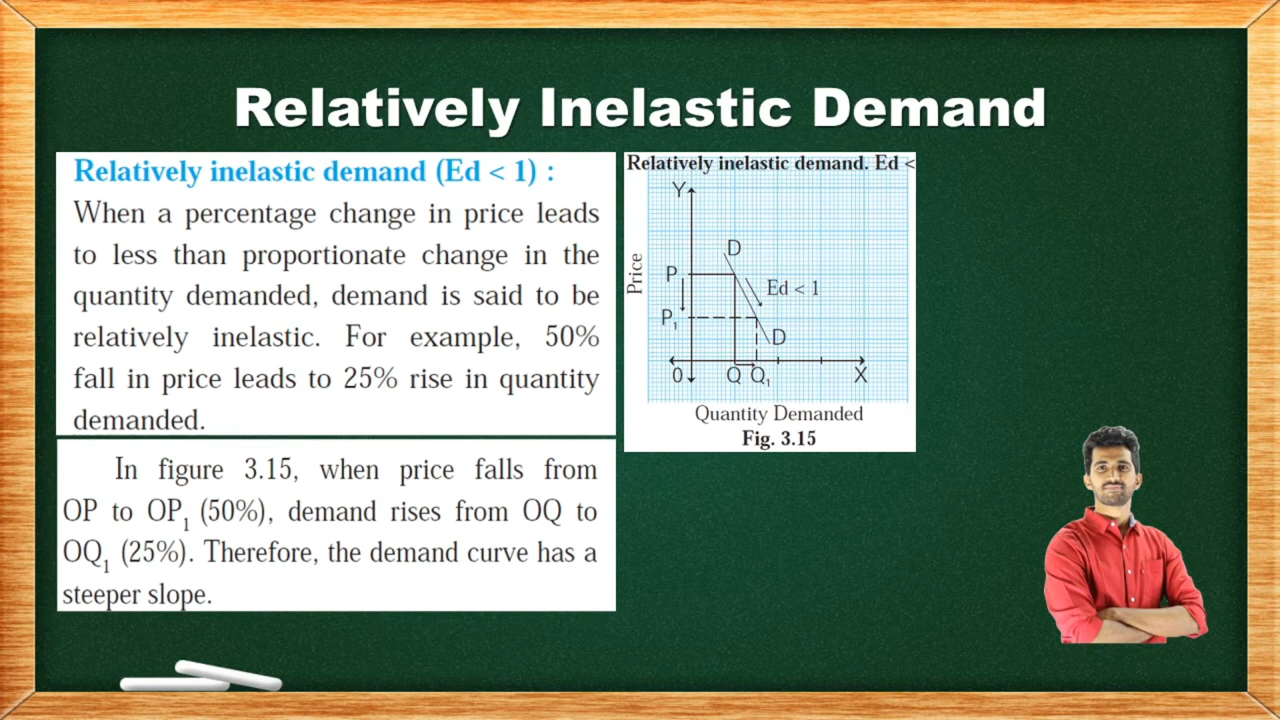 Relatively Inelastic Demand
Relatively inelastic demand (Ed < 1) :
When a percentage change in price leads
to less than proportionate change in the
quantity demanded, demand is said to be
relatively inelastic. For example, 50%
fall in price leads to 25% rise in quantity
demanded.
In figure 3.15, when price falls from
OP to OP₁ (50%), demand rises from OQ to
OQ₁ (25%). Therefore, the demand curve has a
steeper slope.
Relatively inelastic demand. Ed <
Y
D
Price
P
Ed < 1
P₁
D
0
Q
Q₁
X
Quantity Demanded
Fig. 3.15